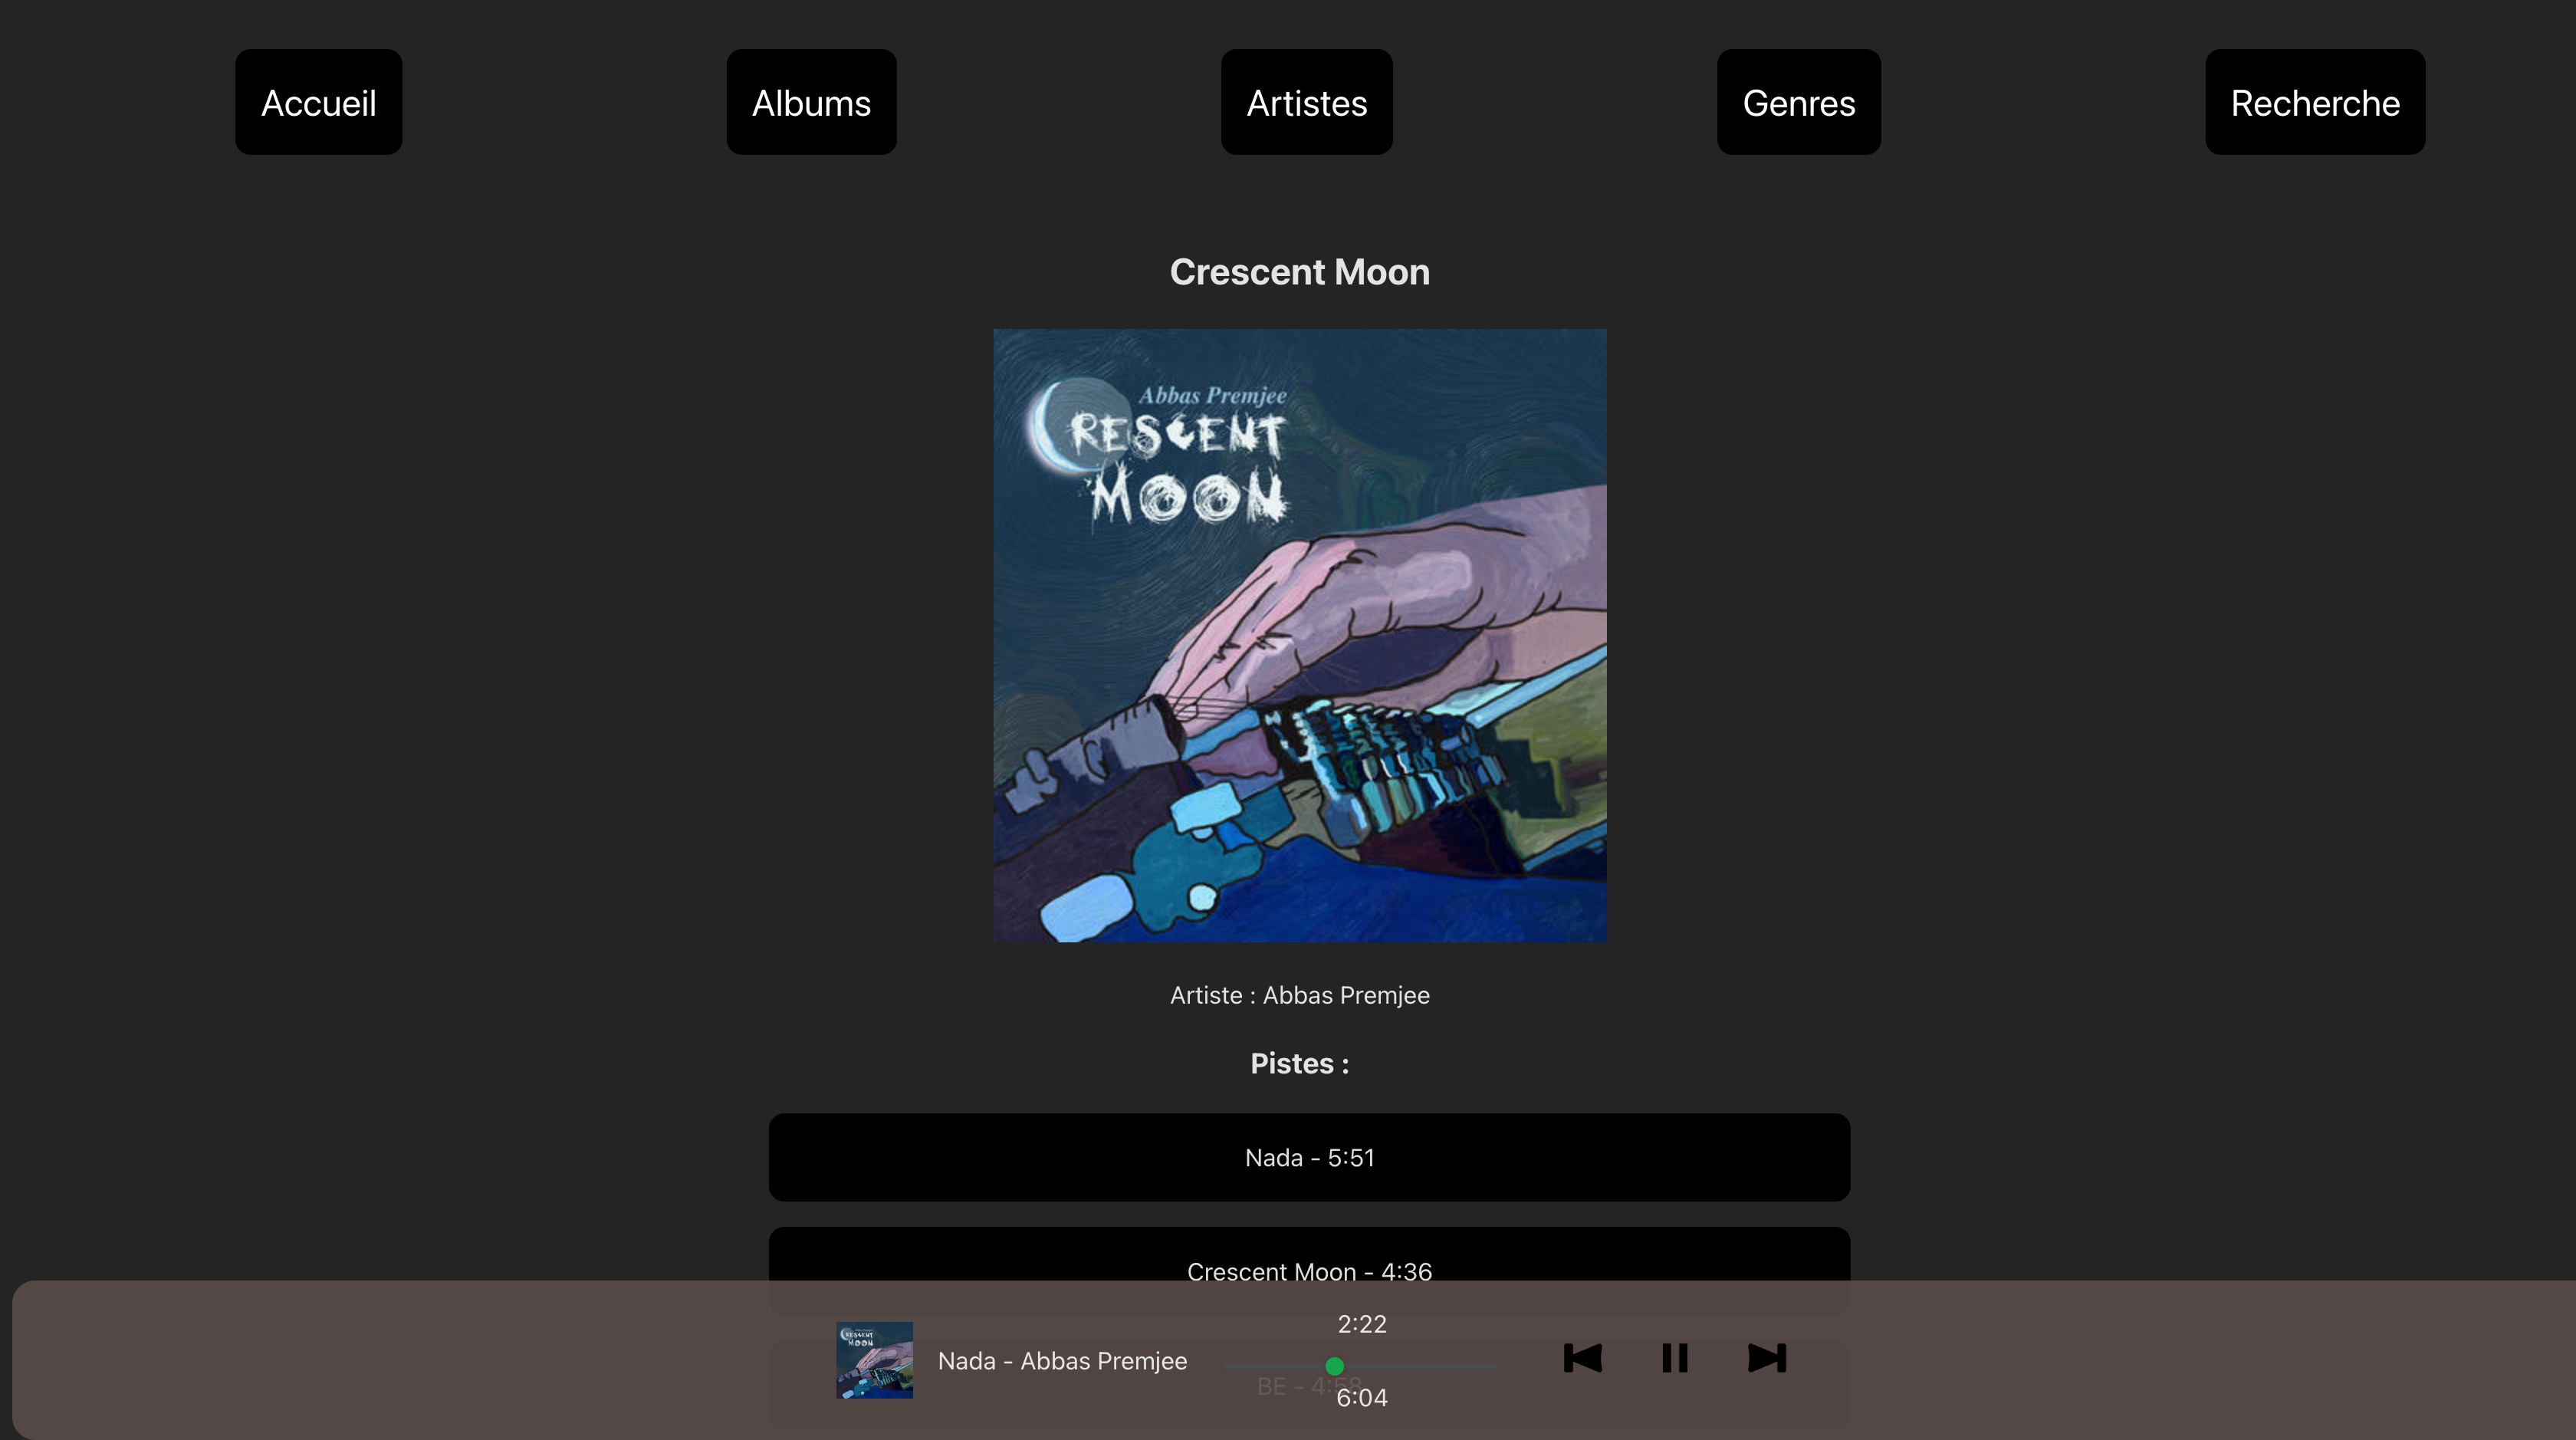 Accueil
Albums
Artistes
Genres
Recherche
Crescent Moon
Abbas Premjee
RESCENT
MOON
Artiste : Abbas Premjee
Pistes :
Nada - 5:51
Crescent Moon - 4:36
2:22
Nada - Abbas Premjee
BE - 4:58
6:04